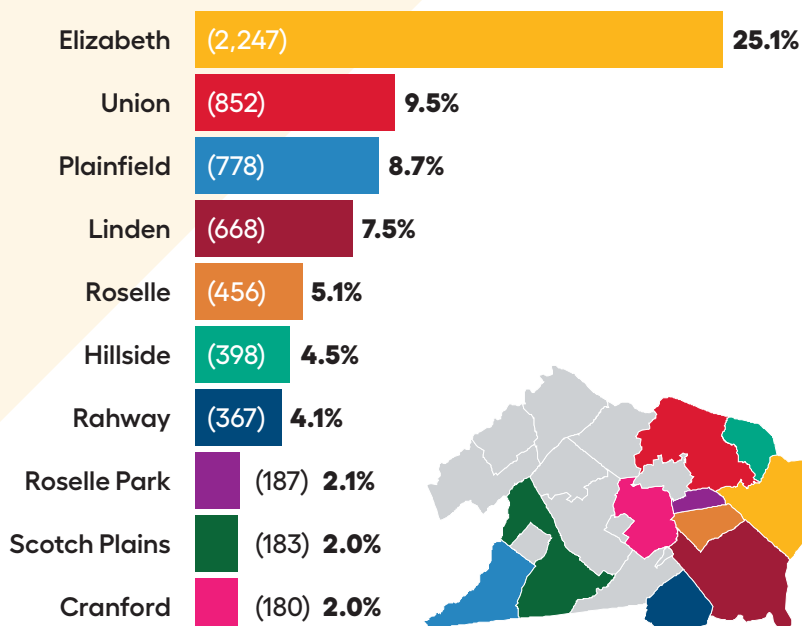 Elizabeth (2,247) 25.1%
Union (852) 9.5%
Plainfield (778) 8.7%
Linden (668) 7.5%
Roselle (456) 5.1%
Hillside (398) 4.5%
Rahway (367) 4.1%
Roselle Park (187) 2.1%
Scotch Plains (183) 2.0%
Cranford (180) 2.0%